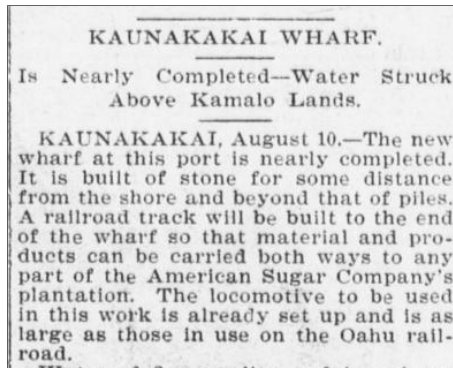 KAUNAKAKAI WHARF.
Is Nearly Completed—Water Struck
Above Kamalo Lands.
KAUNAKAKAI, August 10.—The new
wharf at this port is nearly completed.
It is built of stone for some distance
from the shore and beyond that of piles.
A railroad track will be built to the end
of the wharf so that material and pro-
ducts can be carried both ways to any
part of the American Sugar Company's
plantation. The locomotive to be used
in this work is already set up and is as
large as those in use on the Oahu rail-
road.